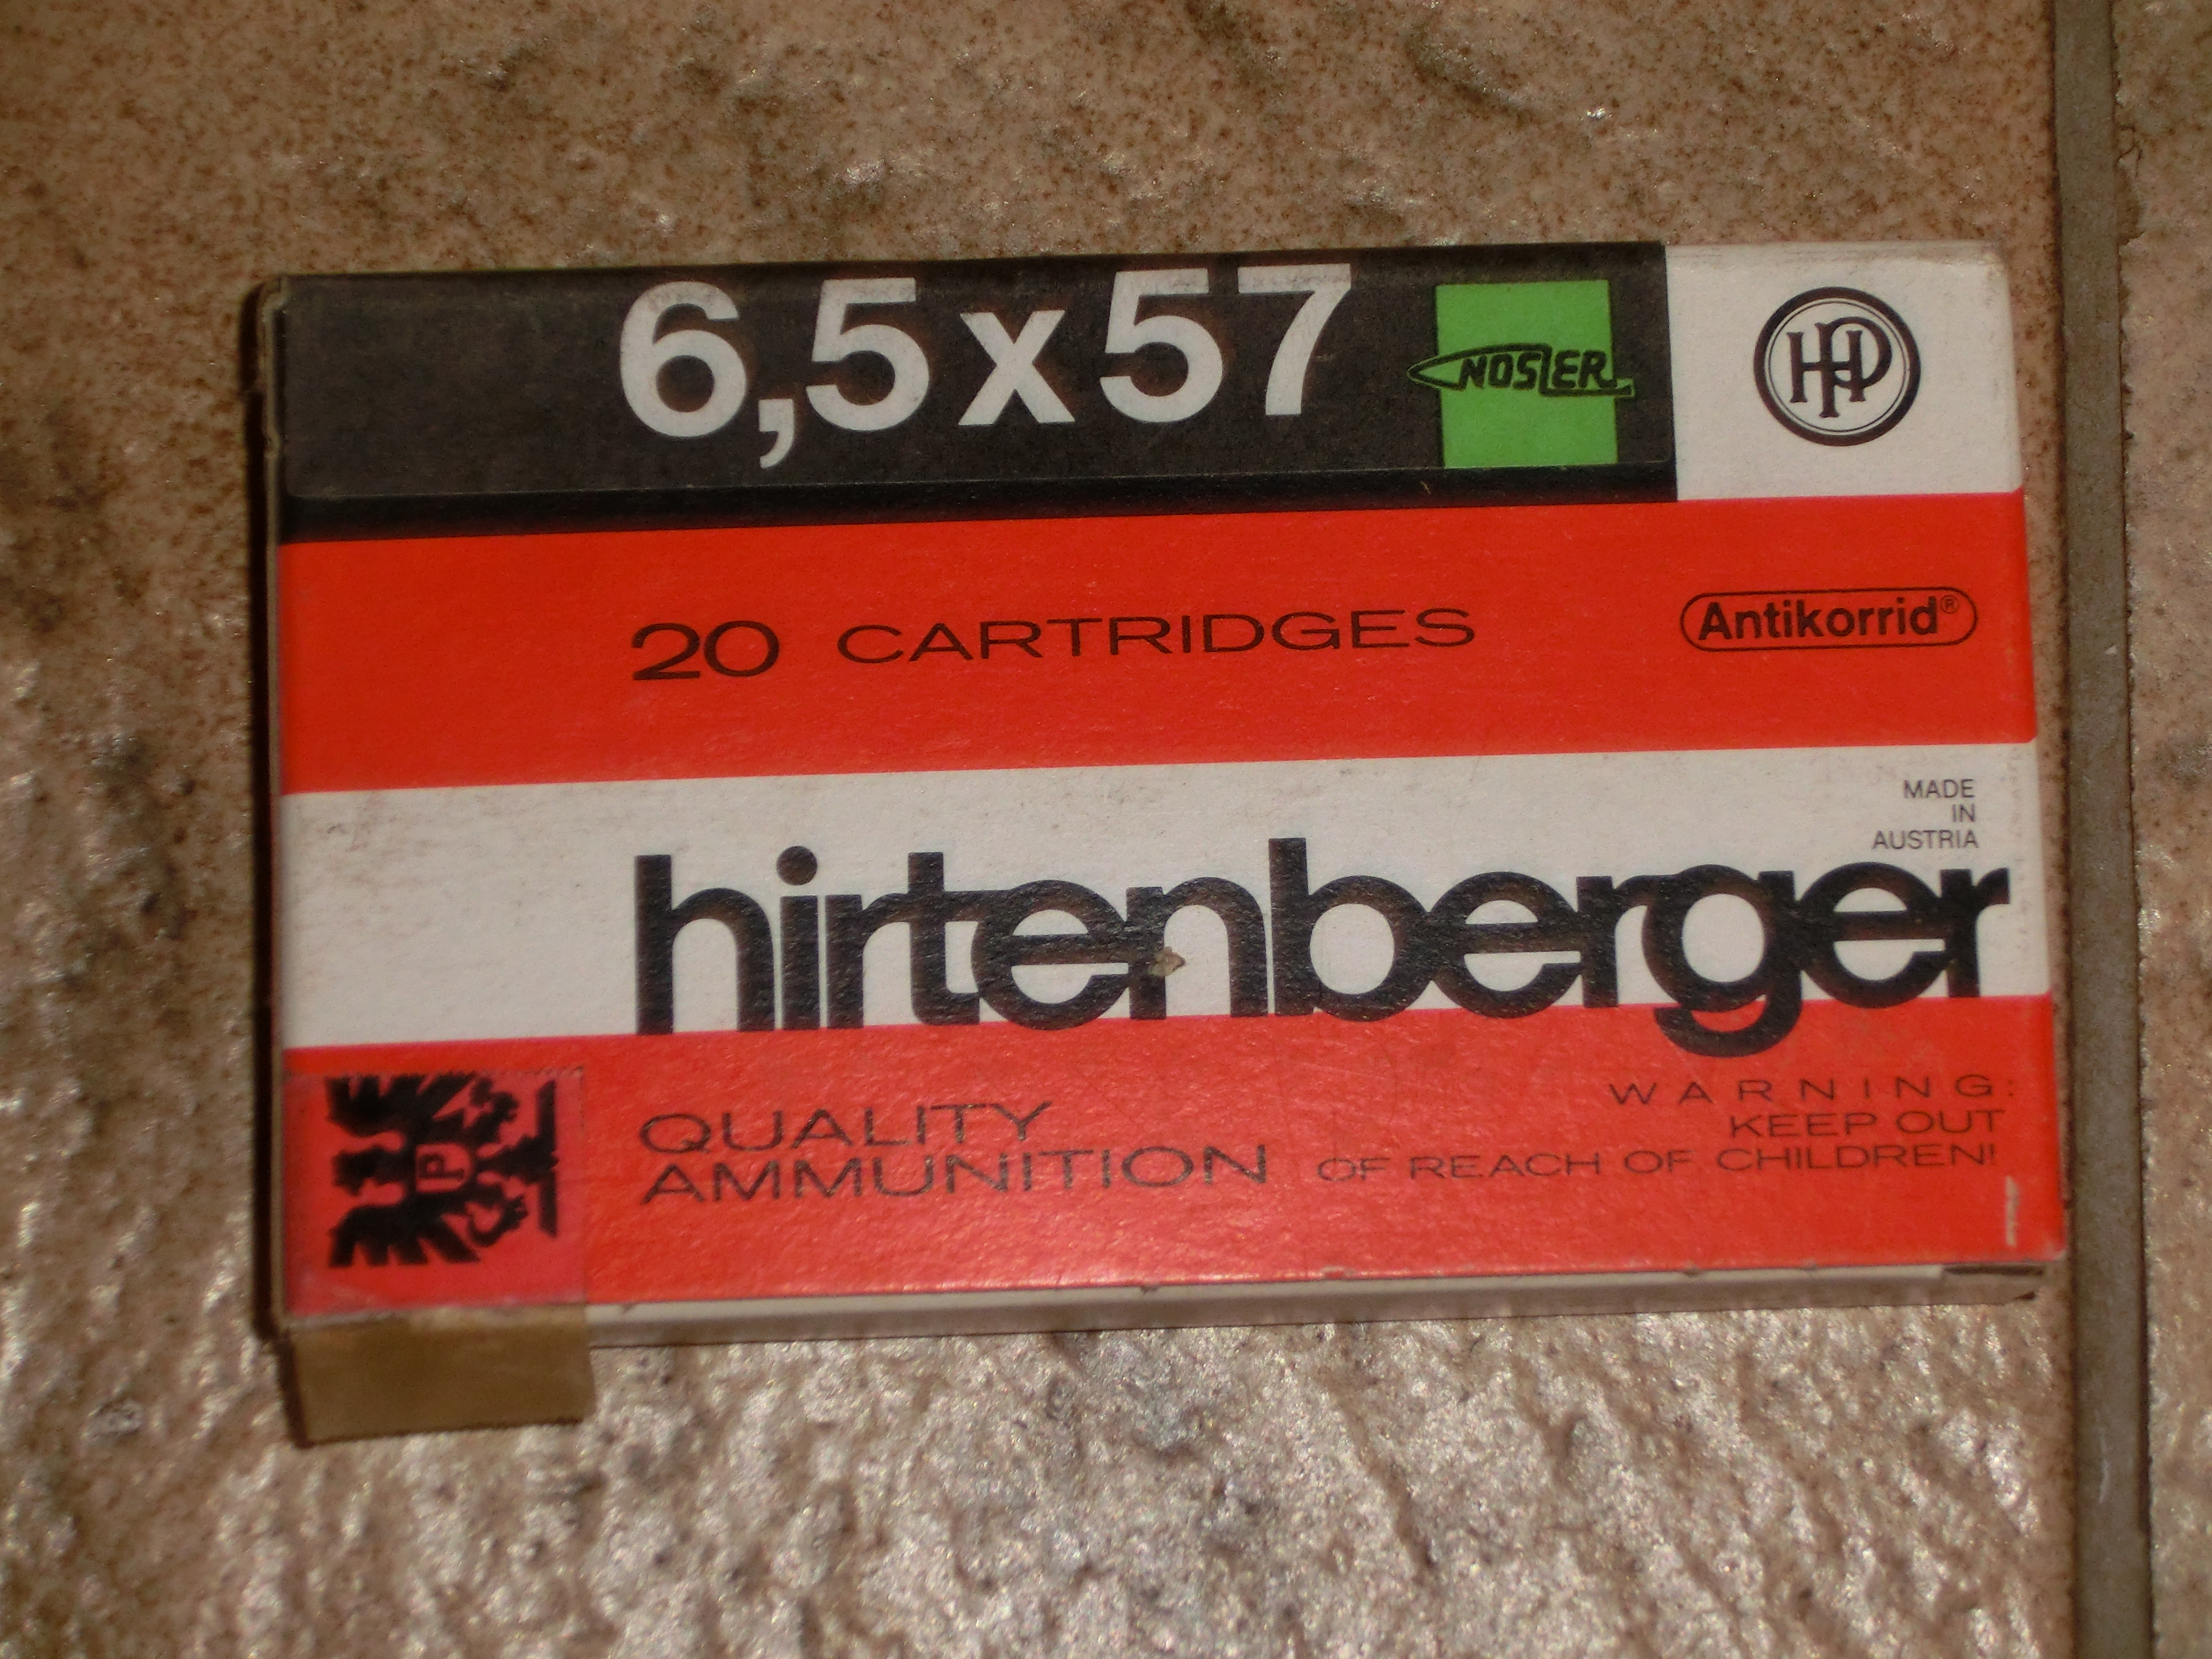 6,5x57
NOSLER
HP
20 CARTRIDGES
Antikorrid®
MADE
IN
AUSTRIA
hirtenberger
QUALITY
AMMUNITION
WARNING:
KEEP OUT
OF REACH OF CHILDREN!
P